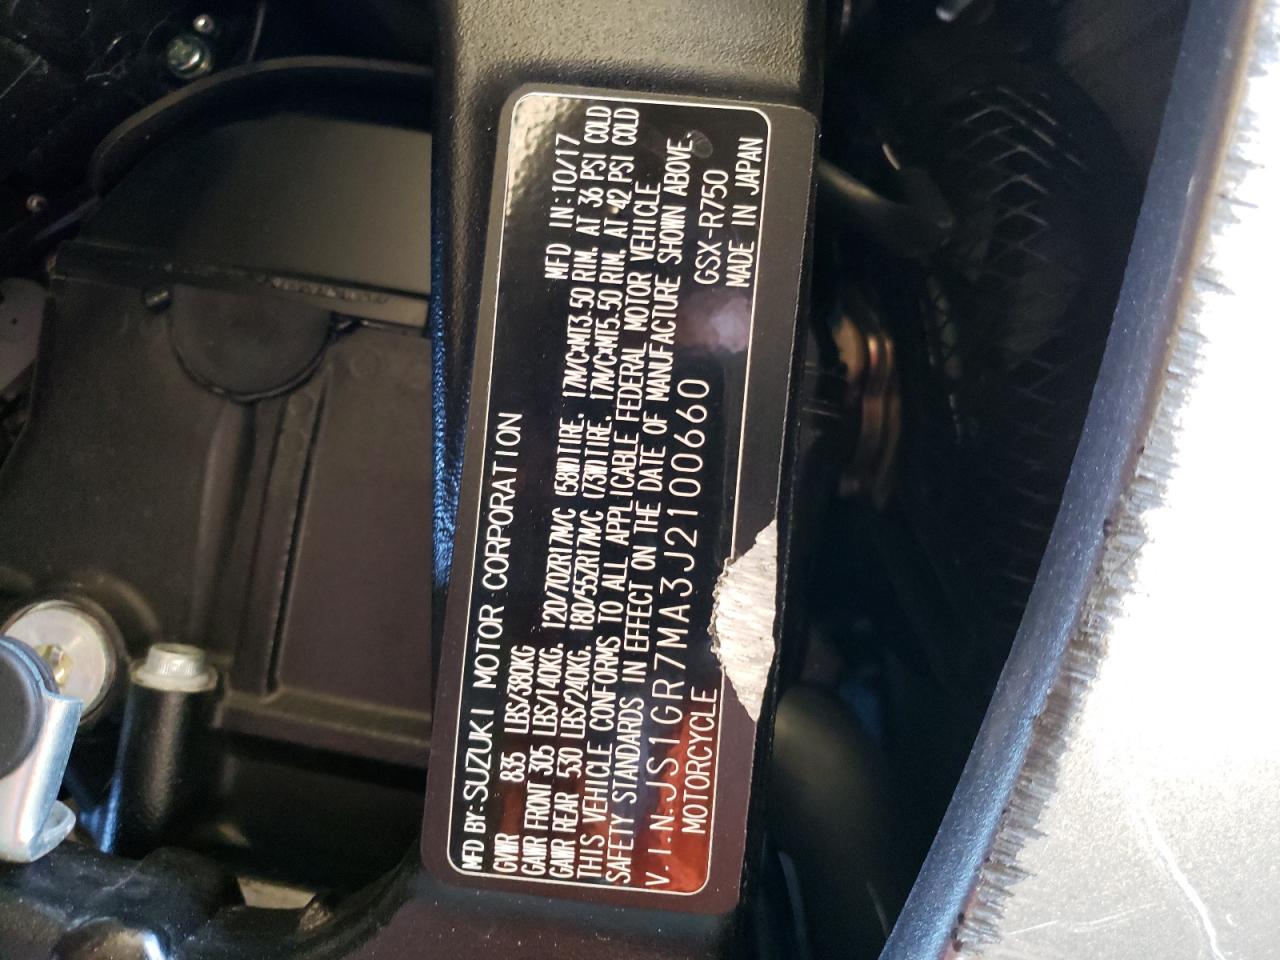 MFD BY:SUZUKI MOTOR CORPORATION
GVWR 835 LBS/380KG MFD IN:10/17
GAWR FRONT 305 LBS/140KG. 120/70ZR17M/C (58W)TIRE. 17M/C×MT3.50 RIM. AT 36 PSI COLD
GAWR REAR 530 LBS/240KG. 180/55ZR17M/C (73W)TIRE. 17M/C×MT5.50 RIM. AT 42 PSI COLD
THIS VEHICLE CONFORMS TO ALL APPLICABLE FEDERAL MOTOR VEHICLE
SAFETY STANDARDS IN EFFECT ON THE DATE OF MANUFACTURE SHOWN ABOVE.
V.I.N.JS1GR7MA3J2100660 GSX-R750
MOTORCYCLE MADE IN JAPAN